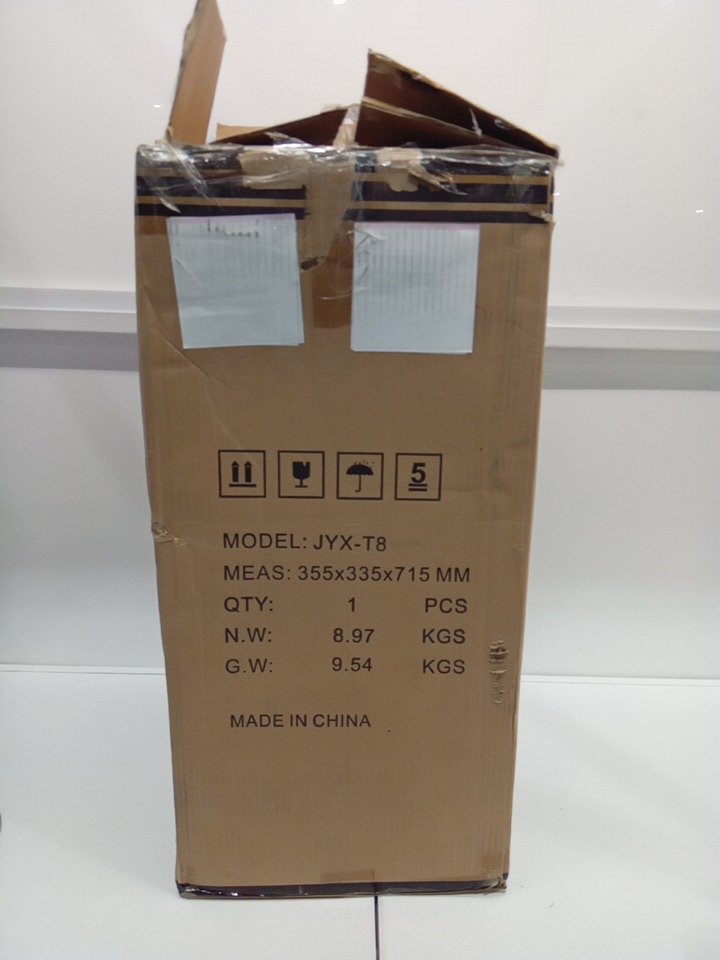 5
MODEL: JYX-T8
MEAS: 355x335x715 MM
QTY: 1 PCS
N.W: 8.97 KGS
G.W: 9.54 KGS
MADE IN CHINA